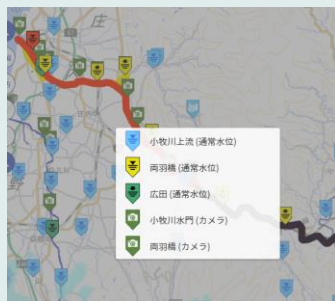 庄
小牧川上流 (通常水位)
両羽橋 (通常水位)
広田 (通常水位)
小牧川水門 (カメラ)
両羽橋 (カメラ)